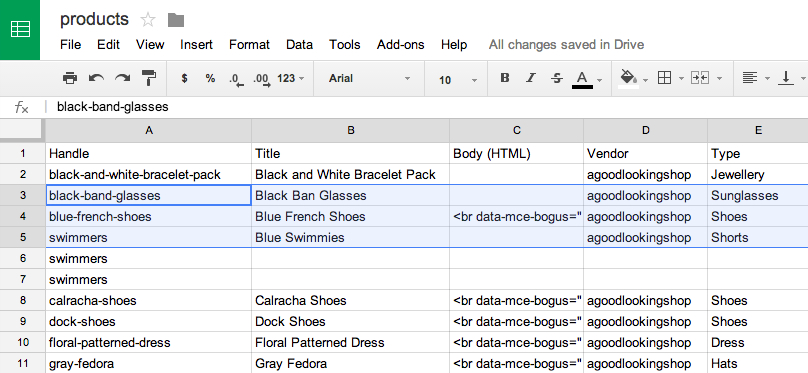 products
File Edit View Insert Format Data Tools Add-ons Help All changes saved in Drive
$ % .0 .00 123 Arial 10 B I S A
fx black-band-glasses
A B C D E
1 Handle Title Body (HTML) Vendor Type
2 black-and-white-bracelet-pack Black and White Bracelet Pack agoodlookingshop Jewellery
3 black-band-glasses Black Ban Glasses agoodlookingshop Sunglasses
4 blue-french-shoes Blue French Shoes <br data-mce-bogus=" agoodlookingshop Shoes
5 swimmers Blue Swimmies agoodlookingshop Shorts
6 swimmers
7 swimmers
8 calracha-shoes Calracha Shoes <br data-mce-bogus=" agoodlookingshop Shoes
9 dock-shoes Dock Shoes <br data-mce-bogus=" agoodlookingshop Shoes
10 floral-patterned-dress Floral Patterned Dress <br data-mce-bogus=" agoodlookingshop Dress
11 gray-fedora Gray Fedora <br data-mce-bogus=" agoodlookingshop Hats